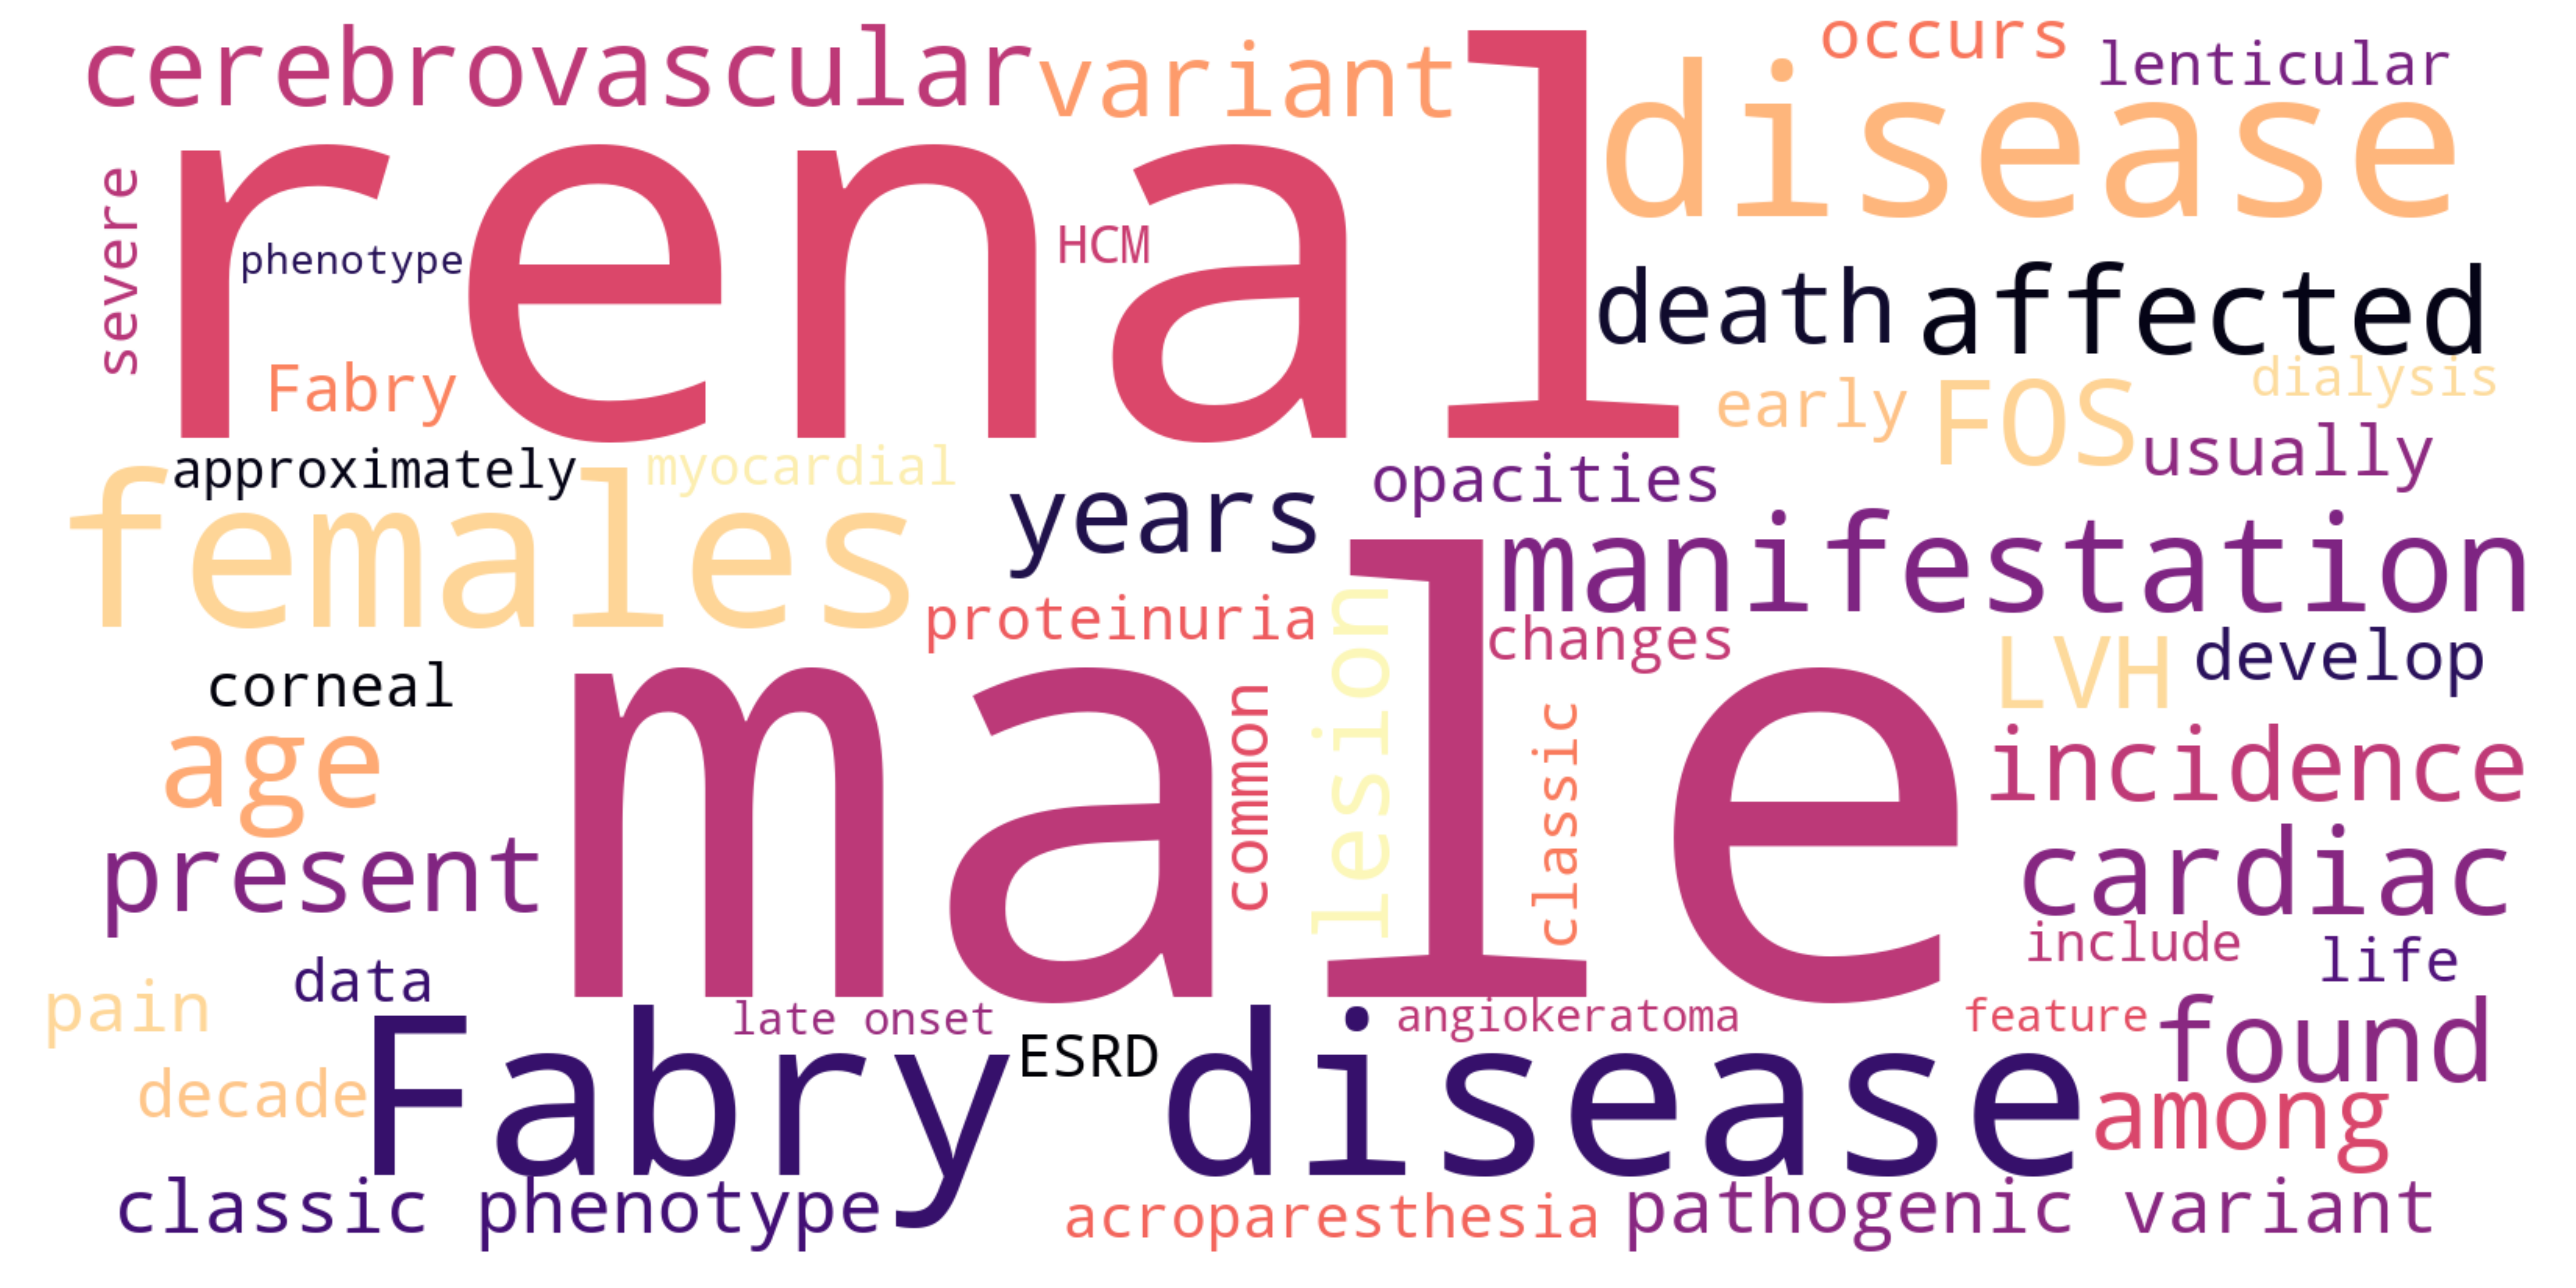 cerebrovascular
variant
occurs
lenticular
disease
renal
severe
phenotype
HCM
death
affected
Fabry
early
FOS
dialysis
usually
approximately
myocardial
opacities
females
years
manifestation
proteinuria
lesion
changes
LVH
develop
corneal
male
common
classic
age
incidence
present
cardiac
include
life
data
pain
late onset
angiokeratoma
feature
found
Fabry disease
ESRD
decade
among
classic phenotype
acroparesthesia
pathogenic variant